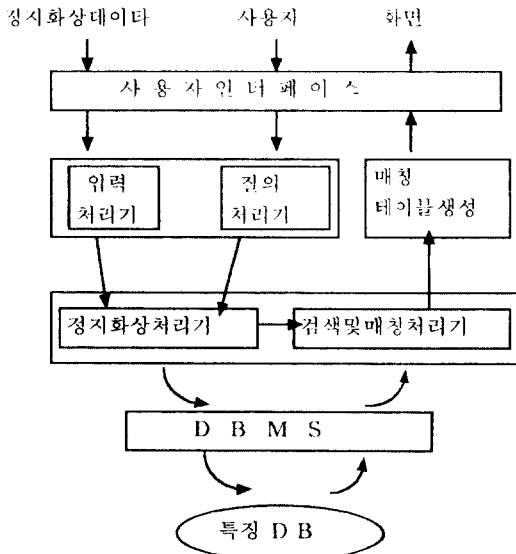 정지화상데이타 사용자 화면
사 용 자 인 터 페 이 스
입력 질의 매칭
처리기 처리기 테이블생성
정지화상처리기 검색및매칭처리기
D B M S
특징 D B